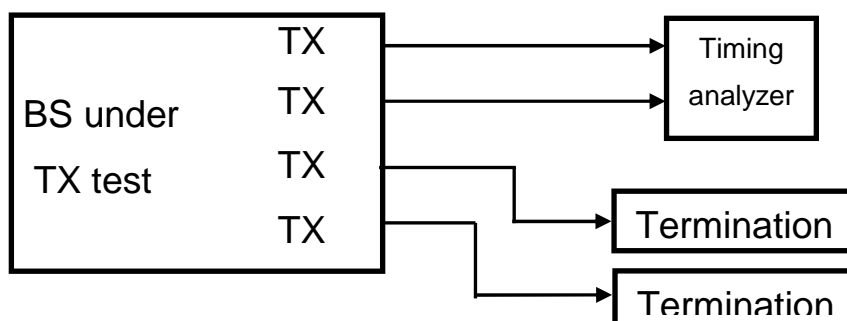 TX
TX
TX
TX
BS under
TX test
Timing
analyzer
Termination
Termination